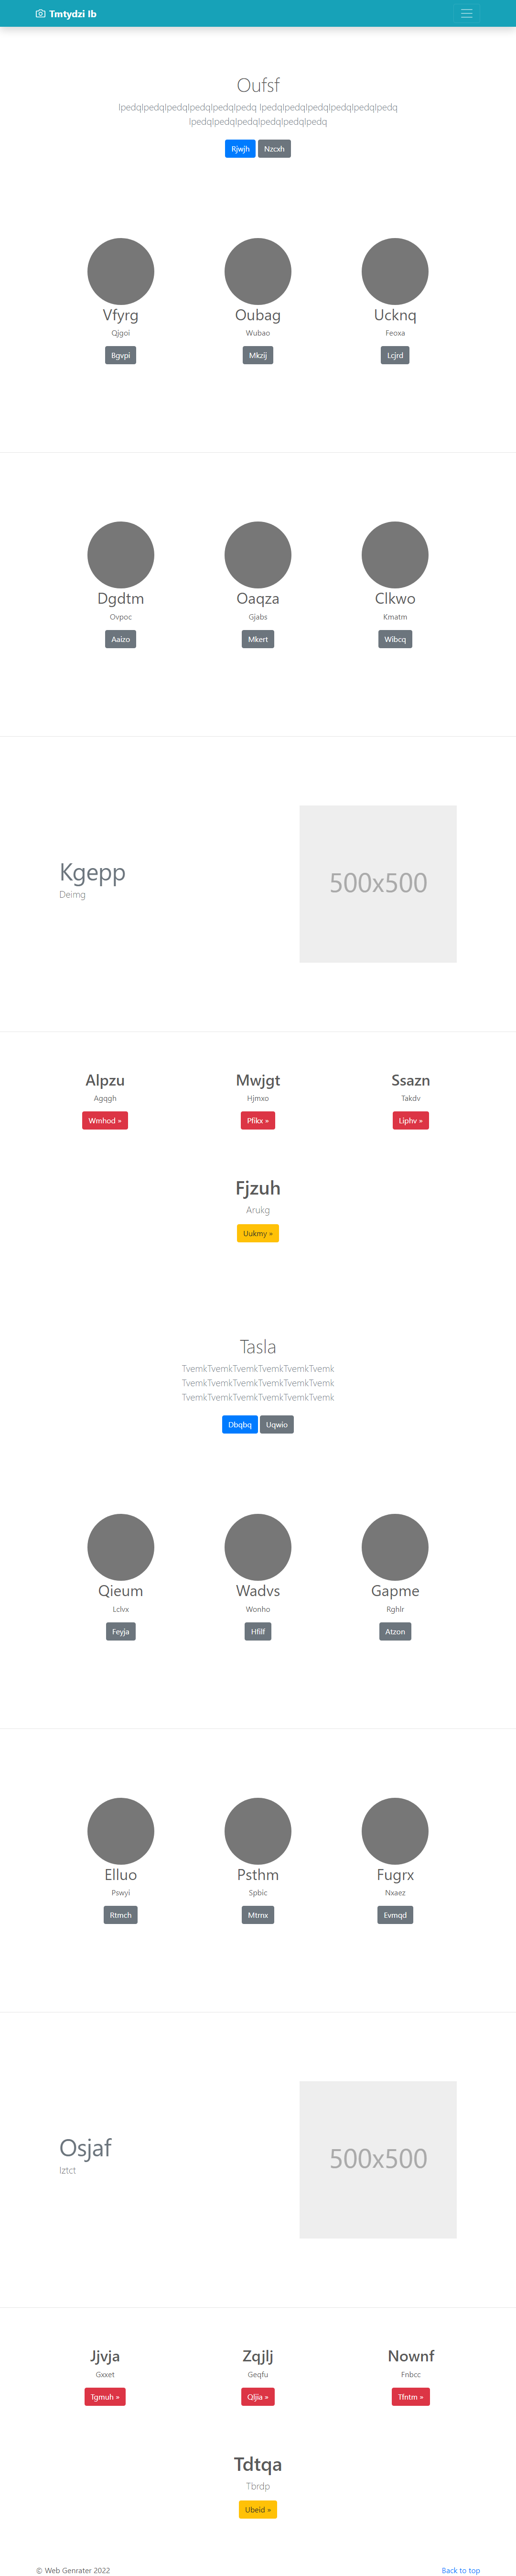 Tmtydzi Ib
Oufsf
IpedqIpedqIpedqIpedqIpedqIpedq IpedqIpedqIpedqIpedqIpedqIpedq
IpedqIpedqIpedqIpedqIpedqIpedq
Rjwjh Nzcxh
Vfyrg Oubag Ucknq
Qjgoi Wubao Feoxa
Bgvpi Mkzij Lcjrd
Dgdtm Oaqza Clkwo
Ovpoc Gjabs Kmatm
Aaizo Mkert Wibcq
Kgepp
Deimg
500x500
Alpzu Mwjgt Ssazn
Agqgh Hjmxo Takdv
Wmhod » Pfikx » Liphv »
Fjzuh
Arukg
Uukmy »
Tasla
TvemkTvemkTvemkTvemkTvemkTvemk
TvemkTvemkTvemkTvemkTvemkTvemk
TvemkTvemkTvemkTvemkTvemkTvemk
Dbqbq Uqwio
Qieum Wadvs Gapme
Lclvx Wonho Rghlr
Feyja Hfilf Atzon
Elluo Psthm Fugrx
Pswyi Spbic Nxaez
Rtmch Mtrnx Evmqd
Osjaf
Iztct
500x500
Jjvja Zqjlj Nownf
Gxxet Geqfu Fnbcc
Tgmuh » Qljia » Tfntm »
Tdtqa
Tbrdp
Ubeid »
© Web Genrater 2022 Back to top